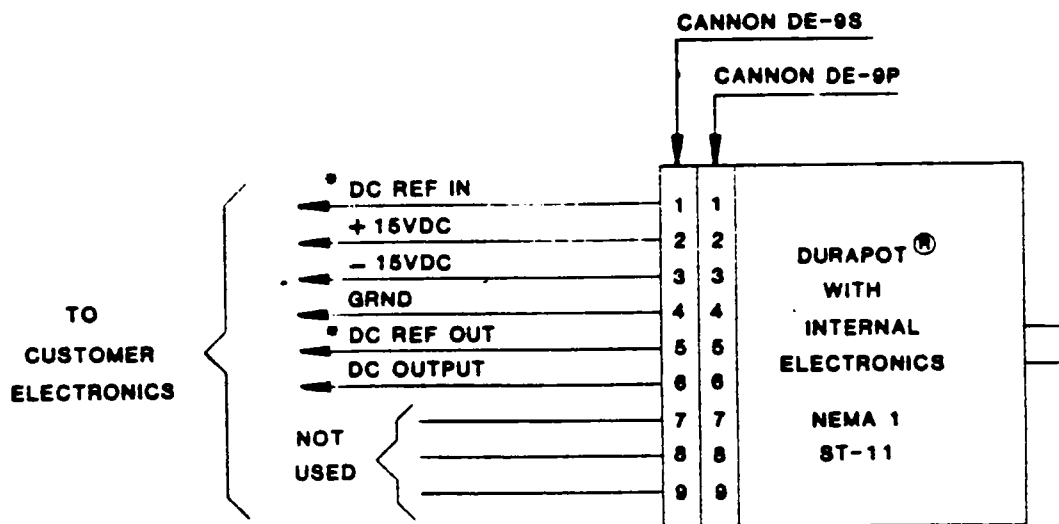 CANNON DE-9S
CANNON DE-9P
* DC REF IN
+ 15VDC
- 15VDC
GRND
* DC REF OUT
DC OUTPUT
NOT
USED
TO
CUSTOMER
ELECTRONICS
1 1
2 2
3 3
4 4
5 5
6 6
7 7
8 8
9 9
DURAPOT ®
WITH
INTERNAL
ELECTRONICS
NEMA 1
ST-11